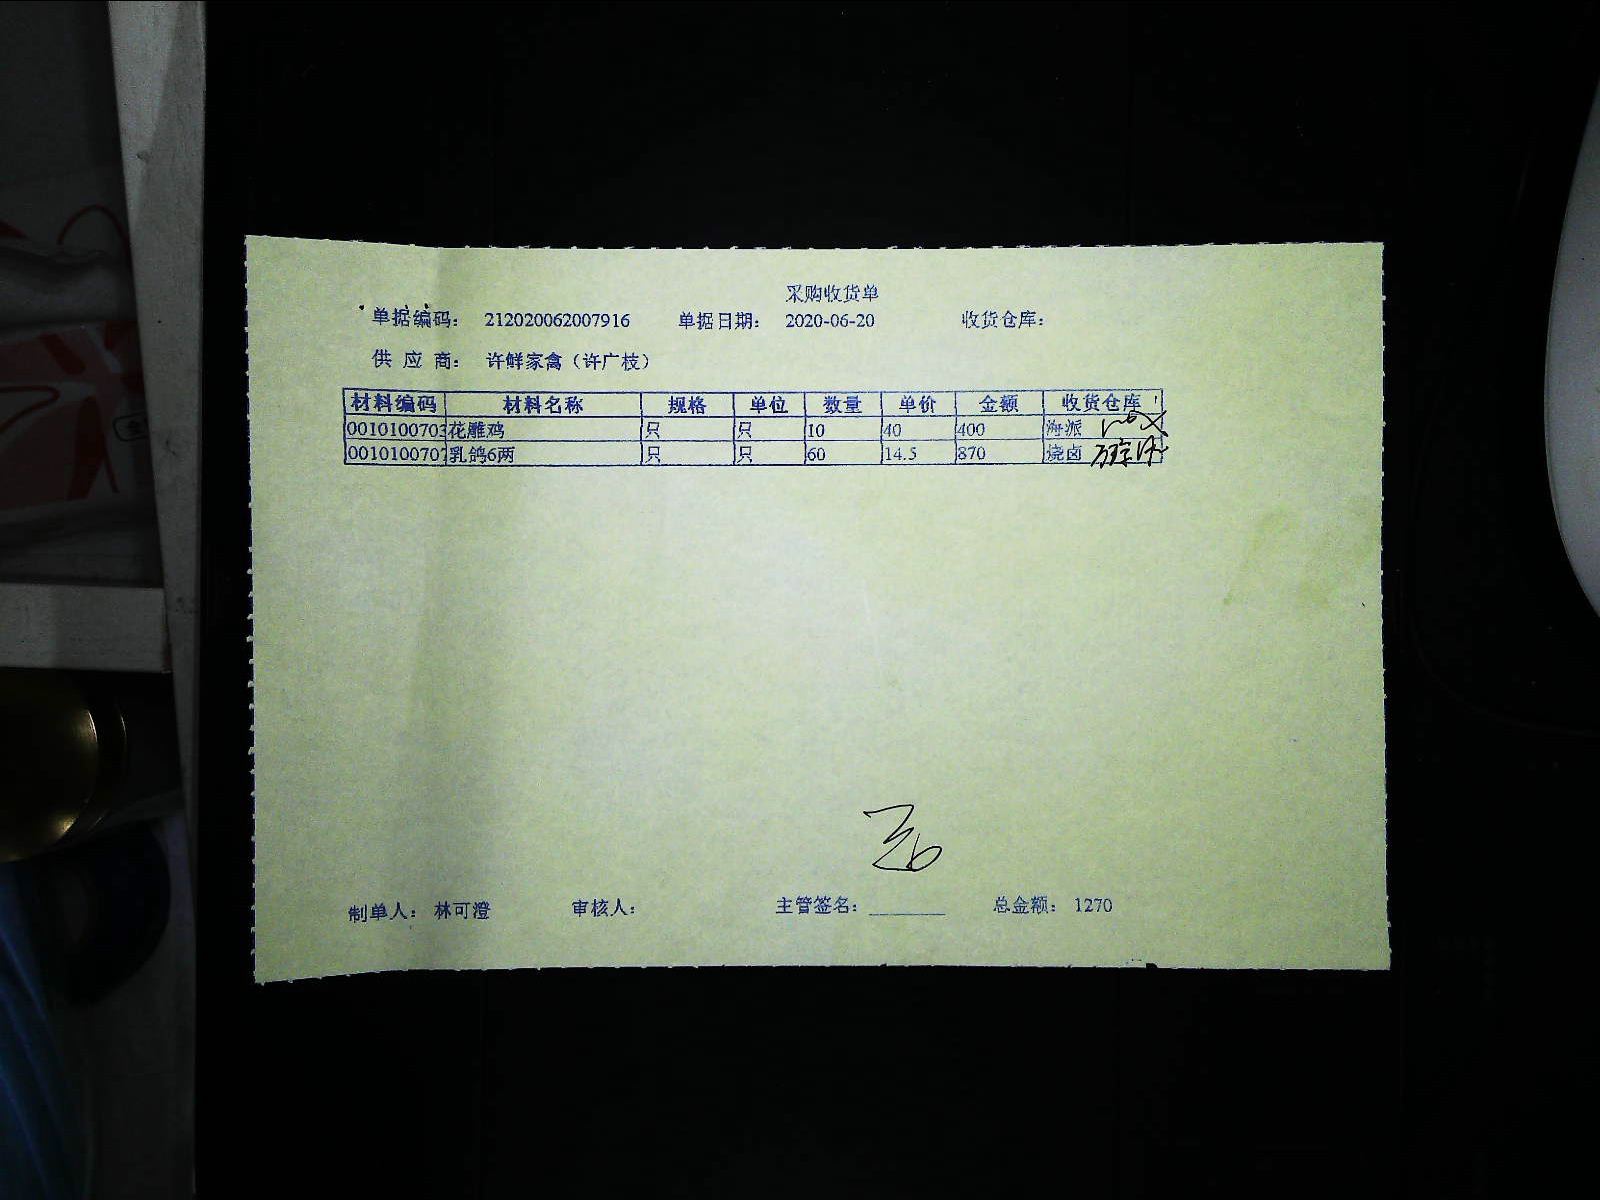 采购收货单
单据编码： 212020062007916 单据日期： 2020-06-20 收货仓库：
供 应 商： 许鲜家禽（许广枝）
材料编码 材料名称 规格 单位 数量 单价 金额 收货仓库
0010100703 花雕鸡 只 只 10 40 400 海派
0010100707 乳鸽6两 只 只 60 14.5 870 烧卤
制单人： 林可澄 审核人： 主管签名： 总金额： 1270